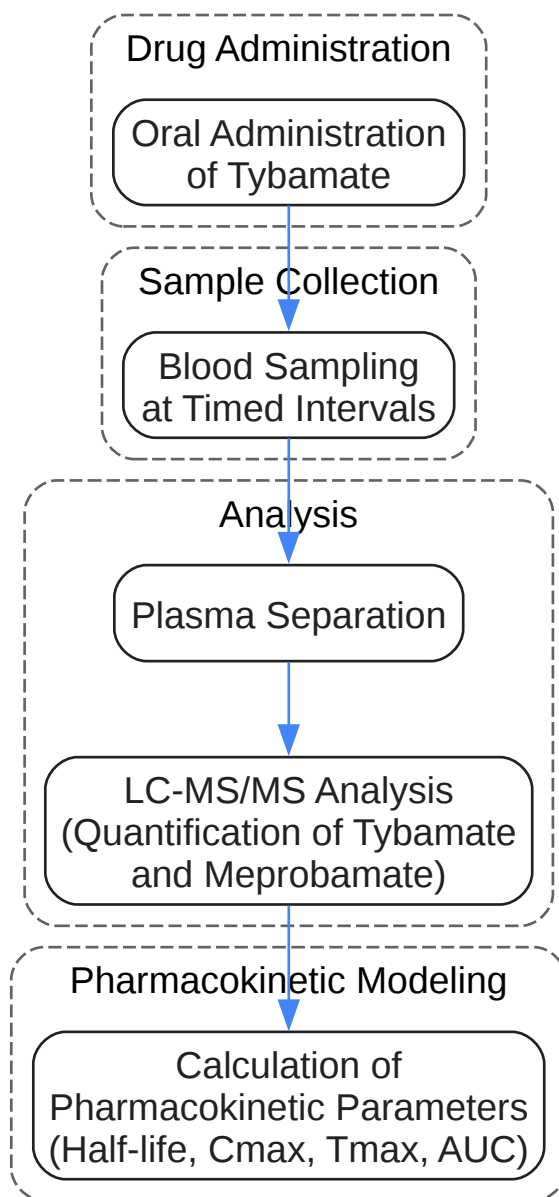 Drug Administration
Oral Administration
of Tybamate
Sample Collection
Blood Sampling
at Timed Intervals
Analysis
Plasma Separation
LC-MS/MS Analysis
(Quantification of Tybamate
and Meprobamate)
Pharmacokinetic Modeling
Calculation of
Pharmacokinetic Parameters
(Half-life, Cmax, Tmax, AUC)